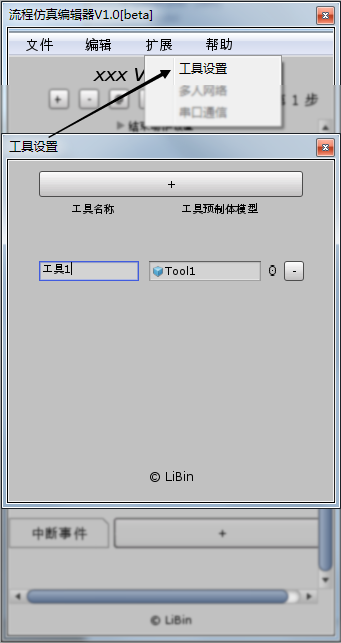 流程仿真编辑器V1.0[beta]
文件 编辑 扩展 帮助
xxx V
工具设置
多人网络
串口通信
+ -
1 步
工具设置
+
工具名称 工具预制体模型
工具1 Tool1 0 -
© LiBin
中断事件 +
© LiBin